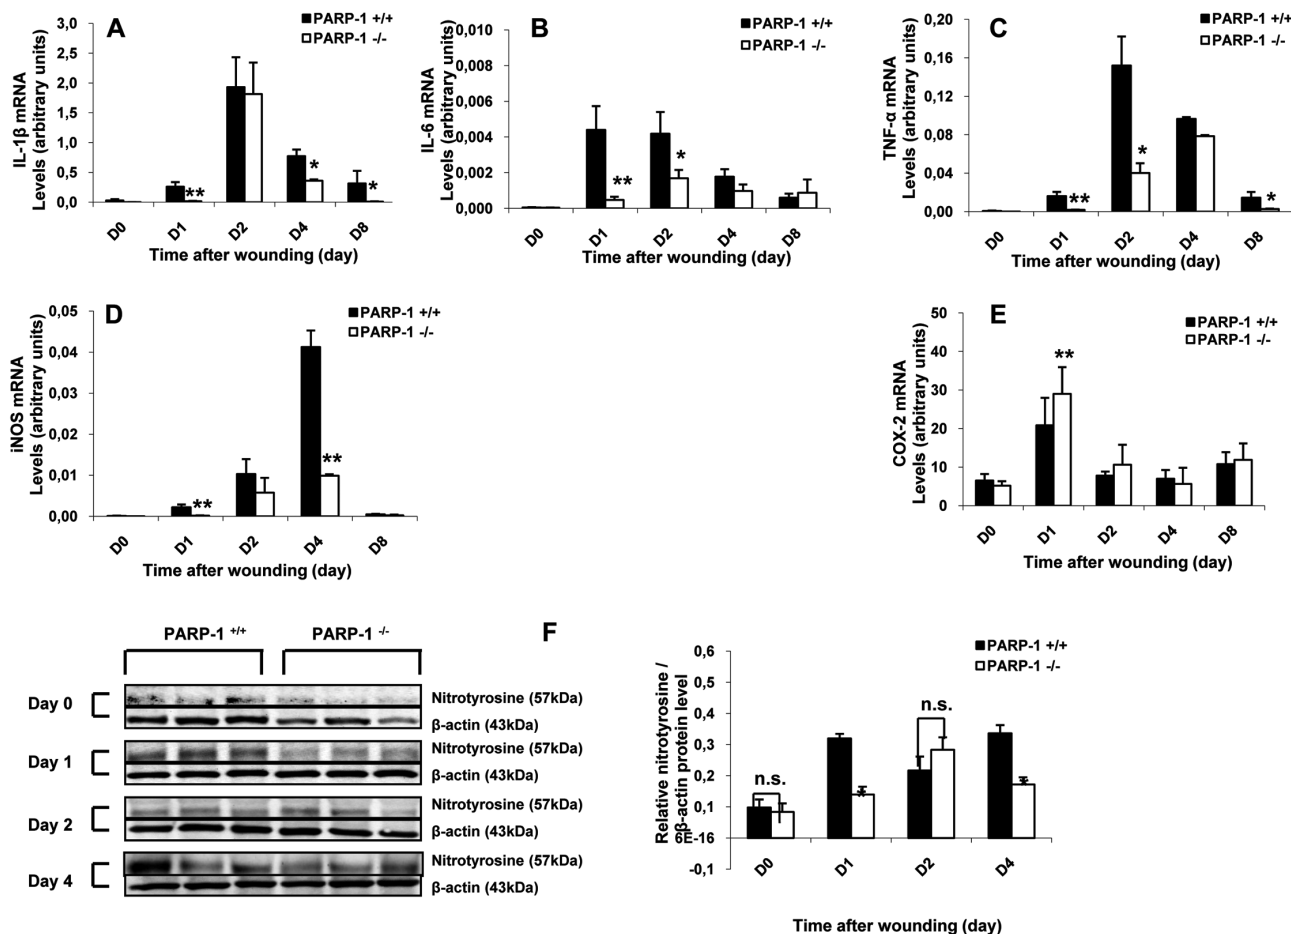 A
PARP-1 +/+
PARP-1 -/-
IL-1β mRNA
Levels (arbitrary units)
3,0
2,5
2,0
1,5
1,0
0,5
0,0
**
*
*
D0 D1 D2 D4 D8
Time after wounding (day)
B
PARP-1 +/+
PARP-1 -/-
IL-6 mRNA
Levels (arbitrary units)
0,010
0,008
0,006
0,004
0,002
0,000
**
*
D0 D1 D2 D4 D8
Time after wounding (day)
C
PARP-1 +/+
PARP-1 -/-
TNF-α mRNA
Levels (arbitrary units)
0,20
0,16
0,12
0,08
0,04
0,00
**
*
*
D0 D1 D2 D4 D8
Time after wounding (day)
D
PARP-1 +/+
PARP-1 -/-
iNOS mRNA
Levels (arbitrary units)
0,05
0,04
0,03
0,02
0,01
0,00
**
**
D0 D1 D2 D4 D8
Time after wounding (day)
E
PARP-1 +/+
PARP-1 -/-
COX-2 mRNA
Levels (arbitrary units)
50
40
30
20
10
0
**
D0 D1 D2 D4 D8
Time after wounding (day)
F
PARP-1 +/+ PARP-1 -/-
Day 0
Nitrotyrosine (57kDa)
β-actin (43kDa)
Day 1
Nitrotyrosine (57kDa)
β-actin (43kDa)
Day 2
Nitrotyrosine (57kDa)
β-actin (43kDa)
Day 4
Nitrotyrosine (57kDa)
β-actin (43kDa)
PARP-1 +/+
PARP-1 -/-
Relative nitrotyrosine /
β-actin protein level
0,6
0,4
0,3
0,2
0,1
E-16
-0,1
n.s.
*
n.s.
*
D0 D1 D2 D4
Time after wounding (day)